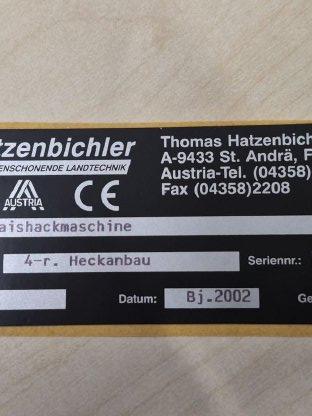 tzenbichler
ENSCHONENDE LANDTECHNIK
AUSTRIA
CE
Thomas Hatzenbich
A-9433 St. Andrä, F
Austria-Tel. (04358)
Fax (04358)2208
aishackmaschine
4-r. Heckanbau
Seriennr.:
Datum: Bj.2002
Ge